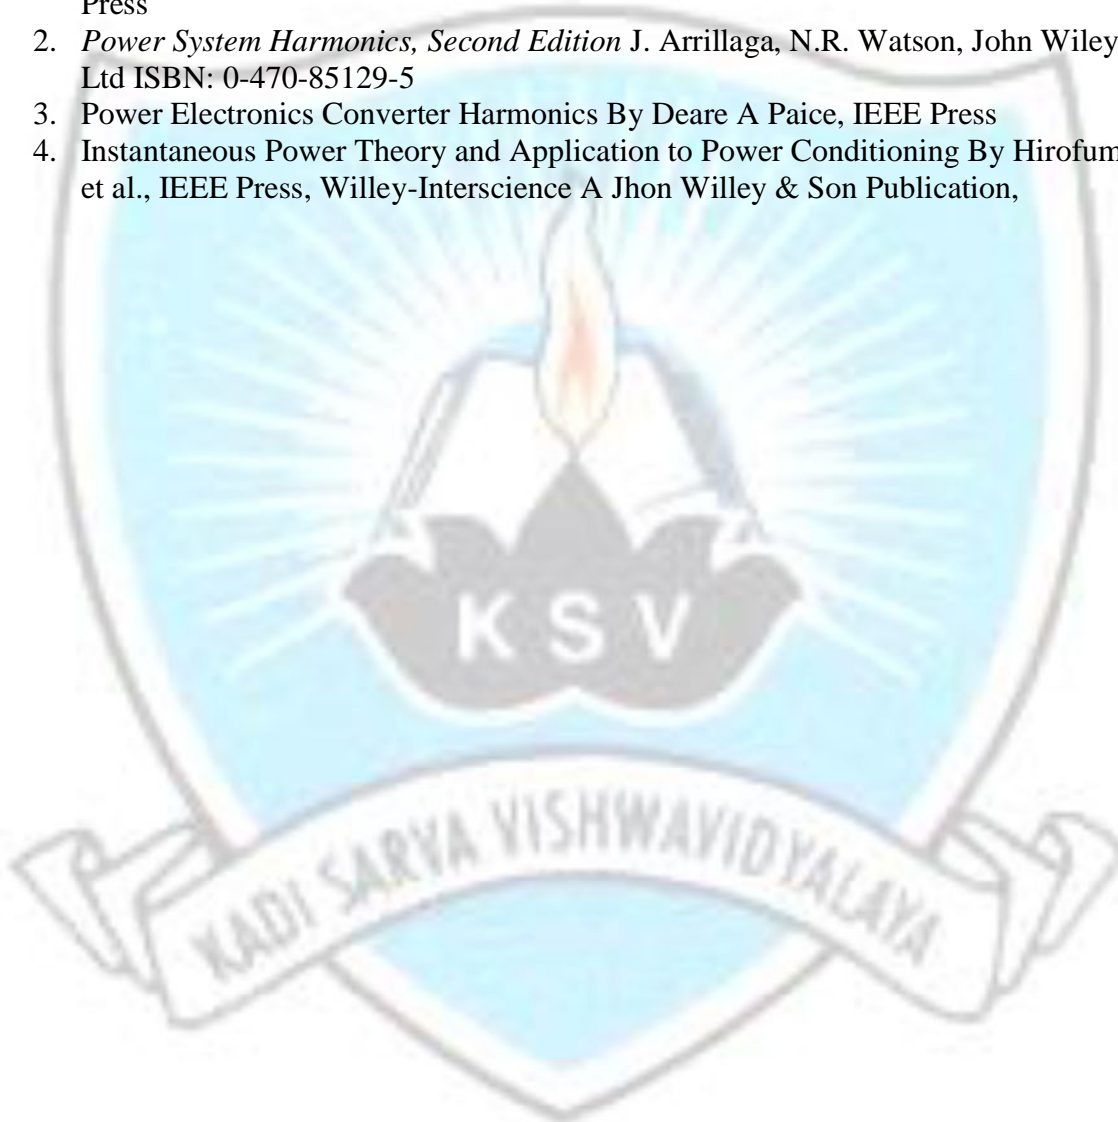 Press
2. Power System Harmonics, Second Edition J. Arrillaga, N.R. Watson, John Wiley
Ltd ISBN: 0-470-85129-5
3. Power Electronics Converter Harmonics By Deare A Paice, IEEE Press
4. Instantaneous Power Theory and Application to Power Conditioning By Hirofum
et al., IEEE Press, Willey-Interscience A Jhon Willey & Son Publication,
K S V
KADI SARVA VISHWAVIDYALAYA